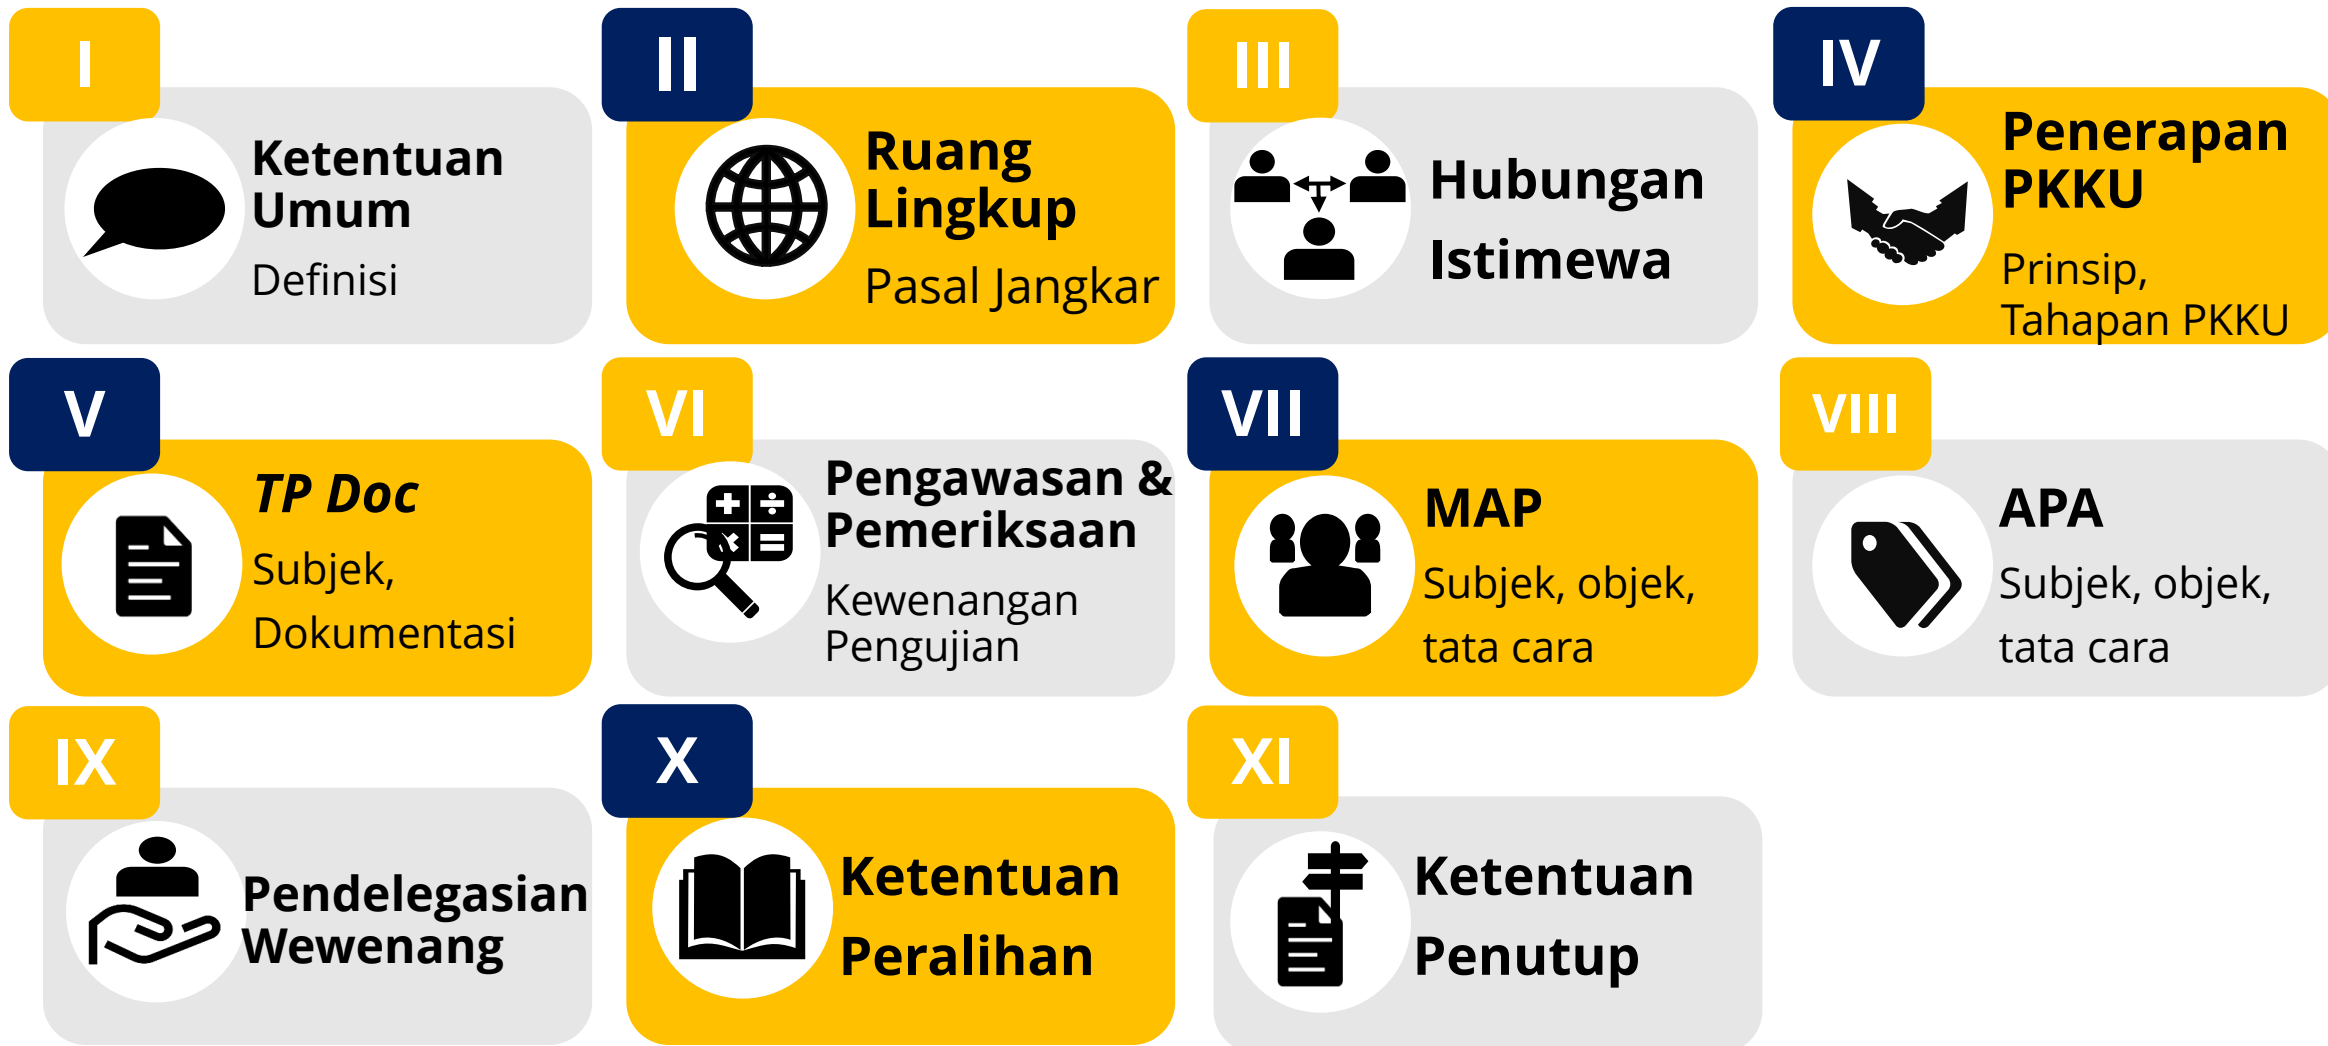 I
Ketentuan
Umum
Definisi
II
Ruang
Lingkup
Pasal Jangkar
III
Hubungan
Istimewa
IV
Penerapan
PKKU
Prinsip,
Tahapan PKKU
V
TP Doc
Subjek,
Dokumentasi
VI
Pengawasan &
Pemeriksaan
Kewenangan
Pengujian
VII
MAP
Subjek, objek,
tata cara
VIII
APA
Subjek, objek,
tata cara
IX
Pendelegasian
Wewenang
X
Ketentuan
Peralihan
XI
Ketentuan
Penutup